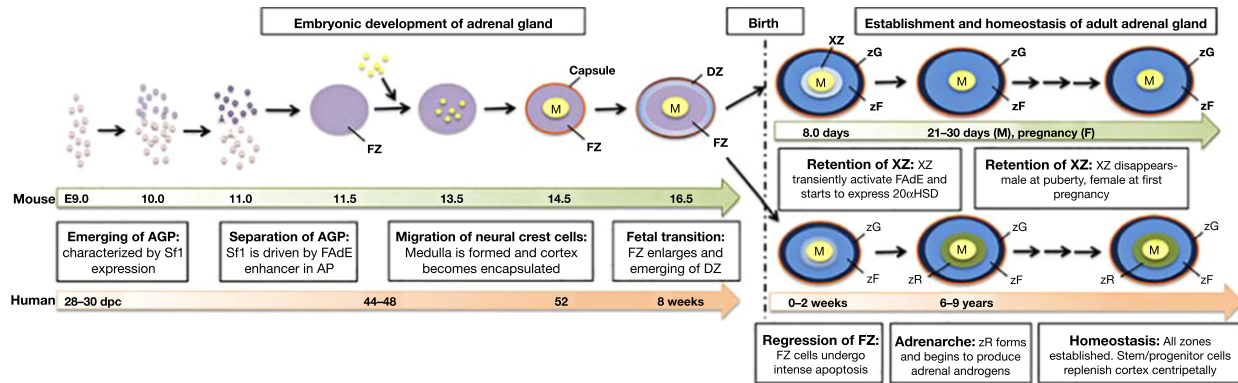 Embryonic development of adrenal gland
Birth
Establishment and homeostasis of adult adrenal gland
FZ
Capsule
M
FZ
DZ
M
FZ
XZ
zG
M
zF
zG
M
zF
zG
M
zF
8.0 days
21–30 days (M), pregnancy (F)
Retention of XZ: XZ
transiently activate FAdE and
starts to express 20αHSD
Retention of XZ: XZ disappears-
male at puberty, female at first
pregnancy
Mouse
E9.0
10.0
11.0
11.5
13.5
14.5
16.5
Emerging of AGP:
characterized by Sf1
expression
Separation of AGP:
Sf1 is driven by FAdE
enhancer in AP
Migration of neural crest cells:
Medulla is formed and cortex
becomes encapsulated
Fetal transition:
FZ enlarges and
emerging of DZ
Human
28–30 dpc
44–48
52
8 weeks
zG
M
zF
zG
M
zR
zF
zG
M
zR
zF
0–2 weeks
6–9 years
Regression of FZ:
FZ cells undergo
intense apoptosis
Adrenarche: zR forms
and begins to produce
adrenal androgens
Homeostasis: All zones
established. Stem/progenitor cells
replenish cortex centripetally